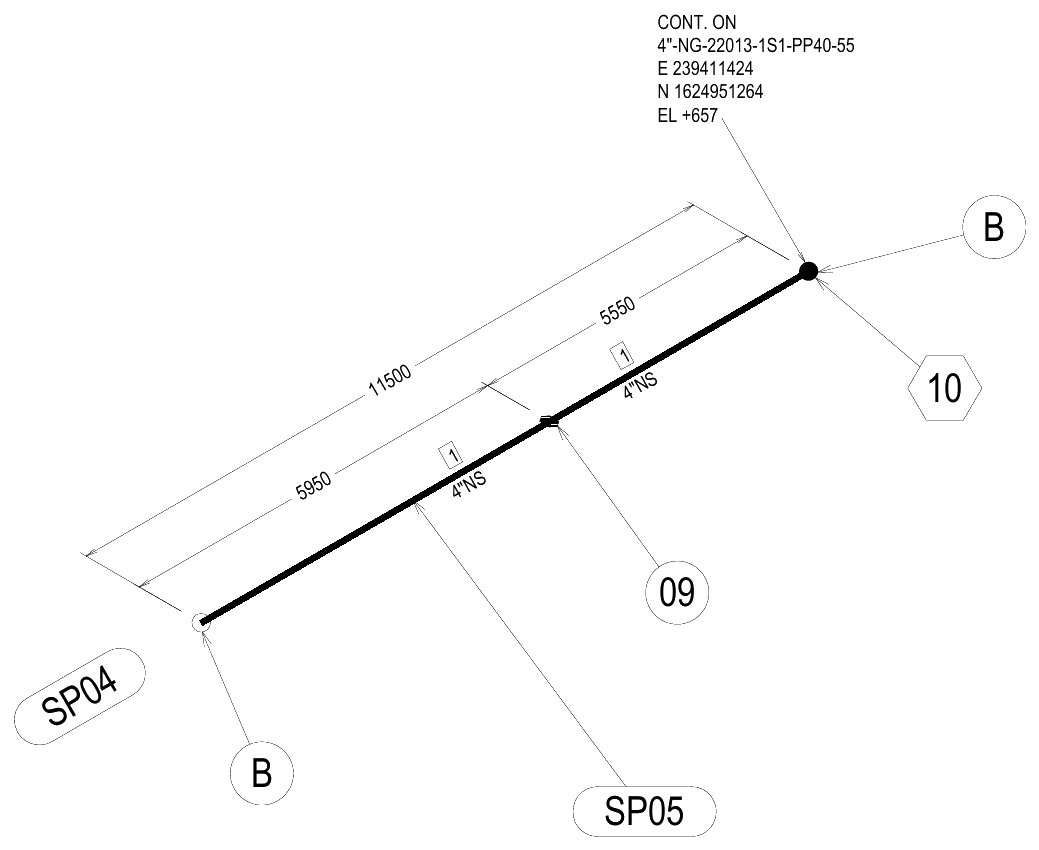 CONT. ON
4"-NG-22013-1S1-PP40-55
E 239411424
N 1624951264
EL +657
B
5550
1
4"NS
11500
10
1
4"NS
5950
09
SP04
B
SP05